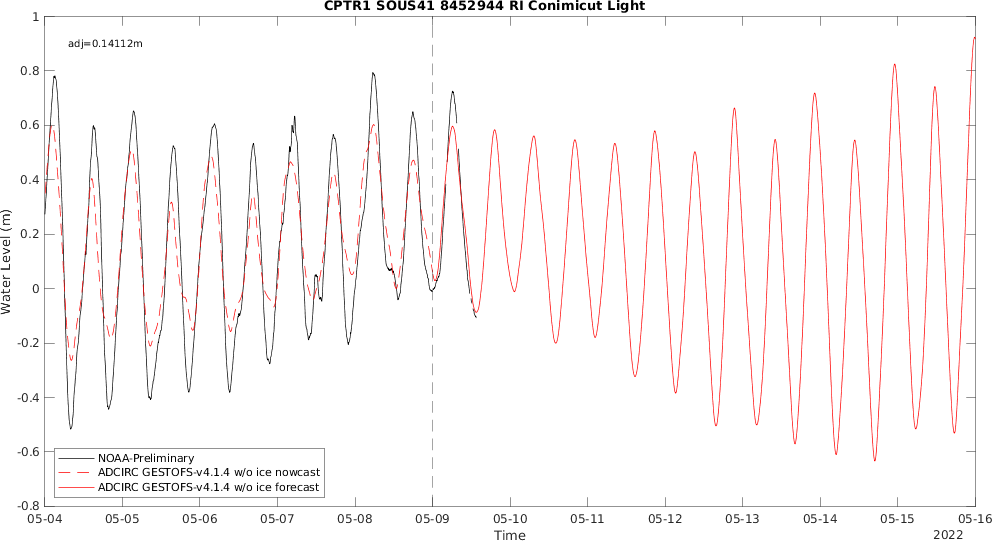 CPTR1 SOUS41 8452944 RI Conimicut Light
adj=0.14112m
1
0.8
0.6
0.4
0.2
0
-0.2
-0.4
-0.6
-0.8
Water Level (m)
NOAA-Preliminary
ADCIRC GESTOFS-v4.1.4 w/o ice nowcast
ADCIRC GESTOFS-v4.1.4 w/o ice forecast
05-04 05-05 05-06 05-07 05-08 05-09 05-10 05-11 05-12 05-13 05-14 05-15 05-16
Time
2022